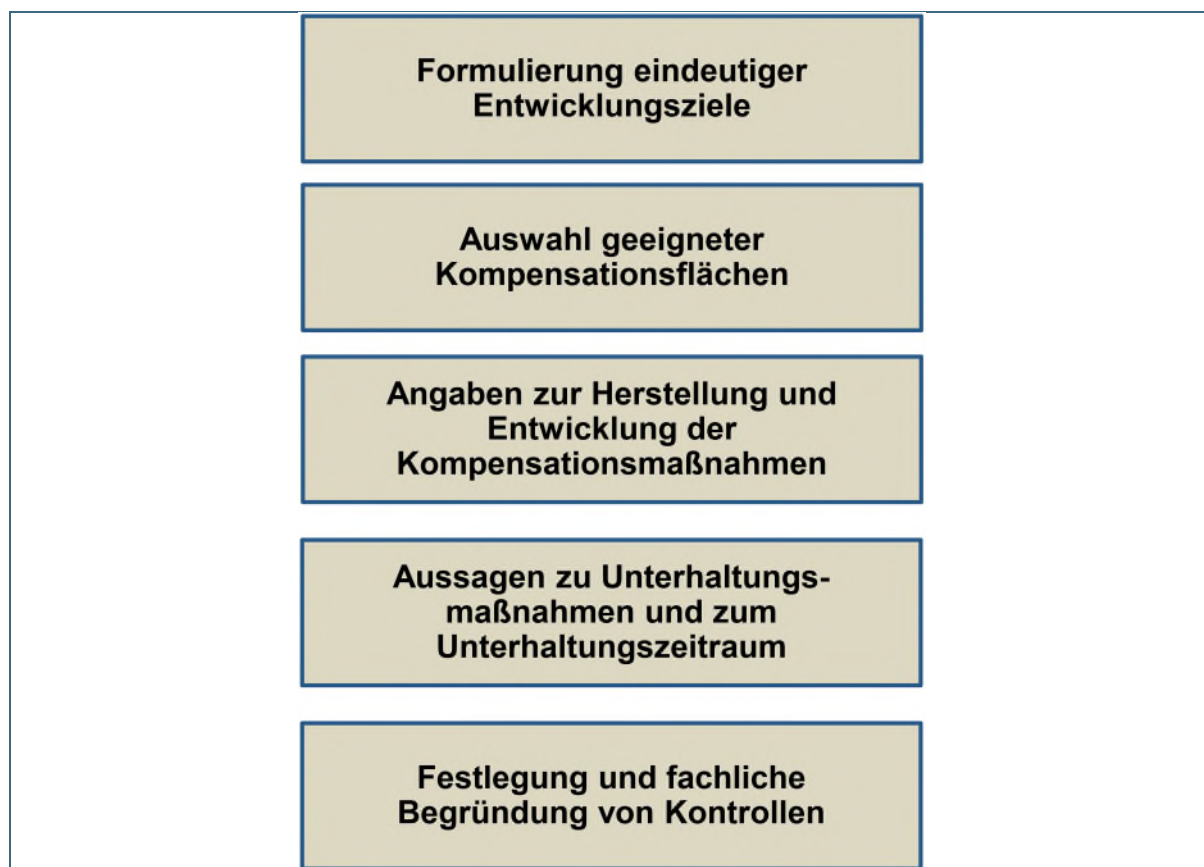 Formulierung eindeutiger
Entwicklungsziele
Auswahl geeigneter
Kompensationsflächen
Angaben zur Herstellung und
Entwicklung der
Kompensationsmaßnahmen
Aussagen zu Unterhaltungs-
maßnahmen und zum
Unterhaltungszeitraum
Festlegung und fachliche
Begründung von Kontrollen